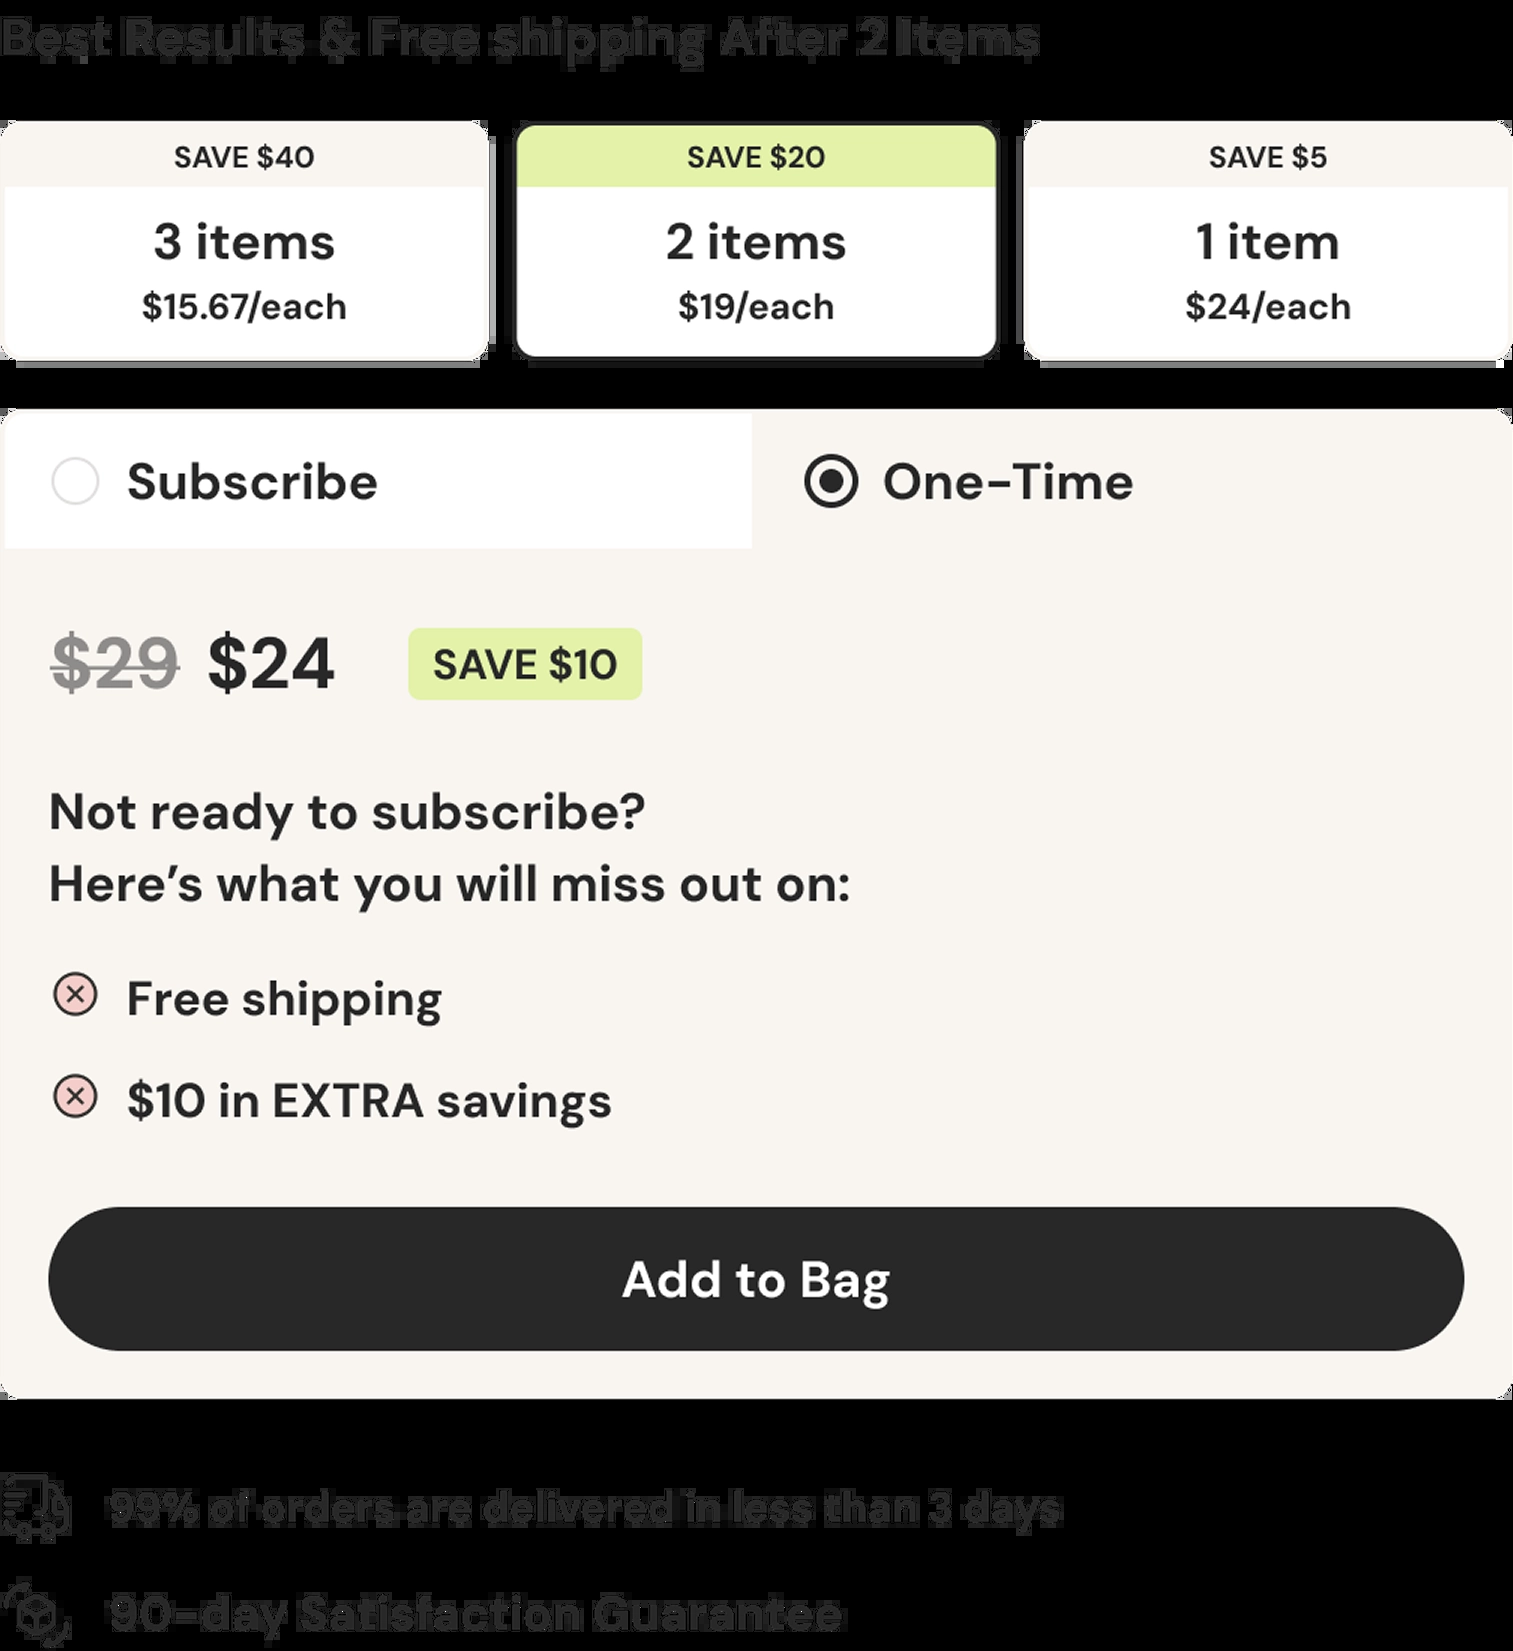 Best Results & Free shipping After 2 Items
SAVE $40
3 items
$15.67/each
SAVE $20
2 items
$19/each
SAVE $5
1 item
$24/each
Subscribe
One-Time
$29 $24 SAVE $10
Not ready to subscribe?
Here’s what you will miss out on:
Free shipping
$10 in EXTRA savings
Add to Bag
99% of orders are delivered in less than 3 days
90-day Satisfaction Guarantee